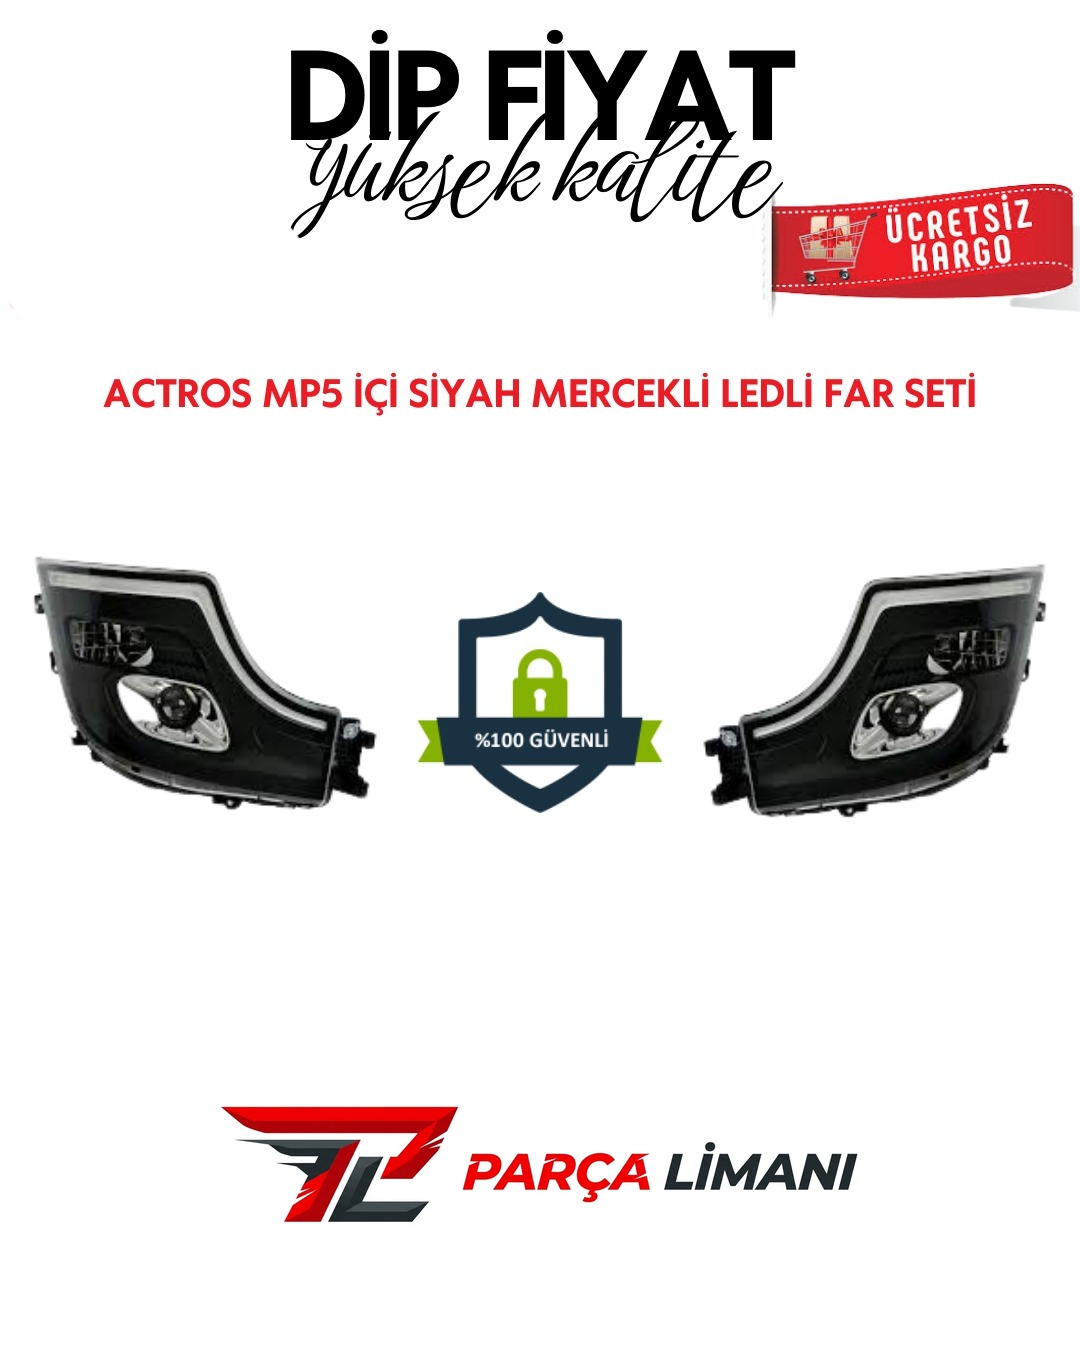 DİP FİYAT
yüksek kalite
ÜCRETSİZ
KARGO
ACTROS MP5 İÇİ SİYAH MERCEKLİ LEDLİ FAR SETİ
%100 GÜVENLİ
PARÇA LİMANI